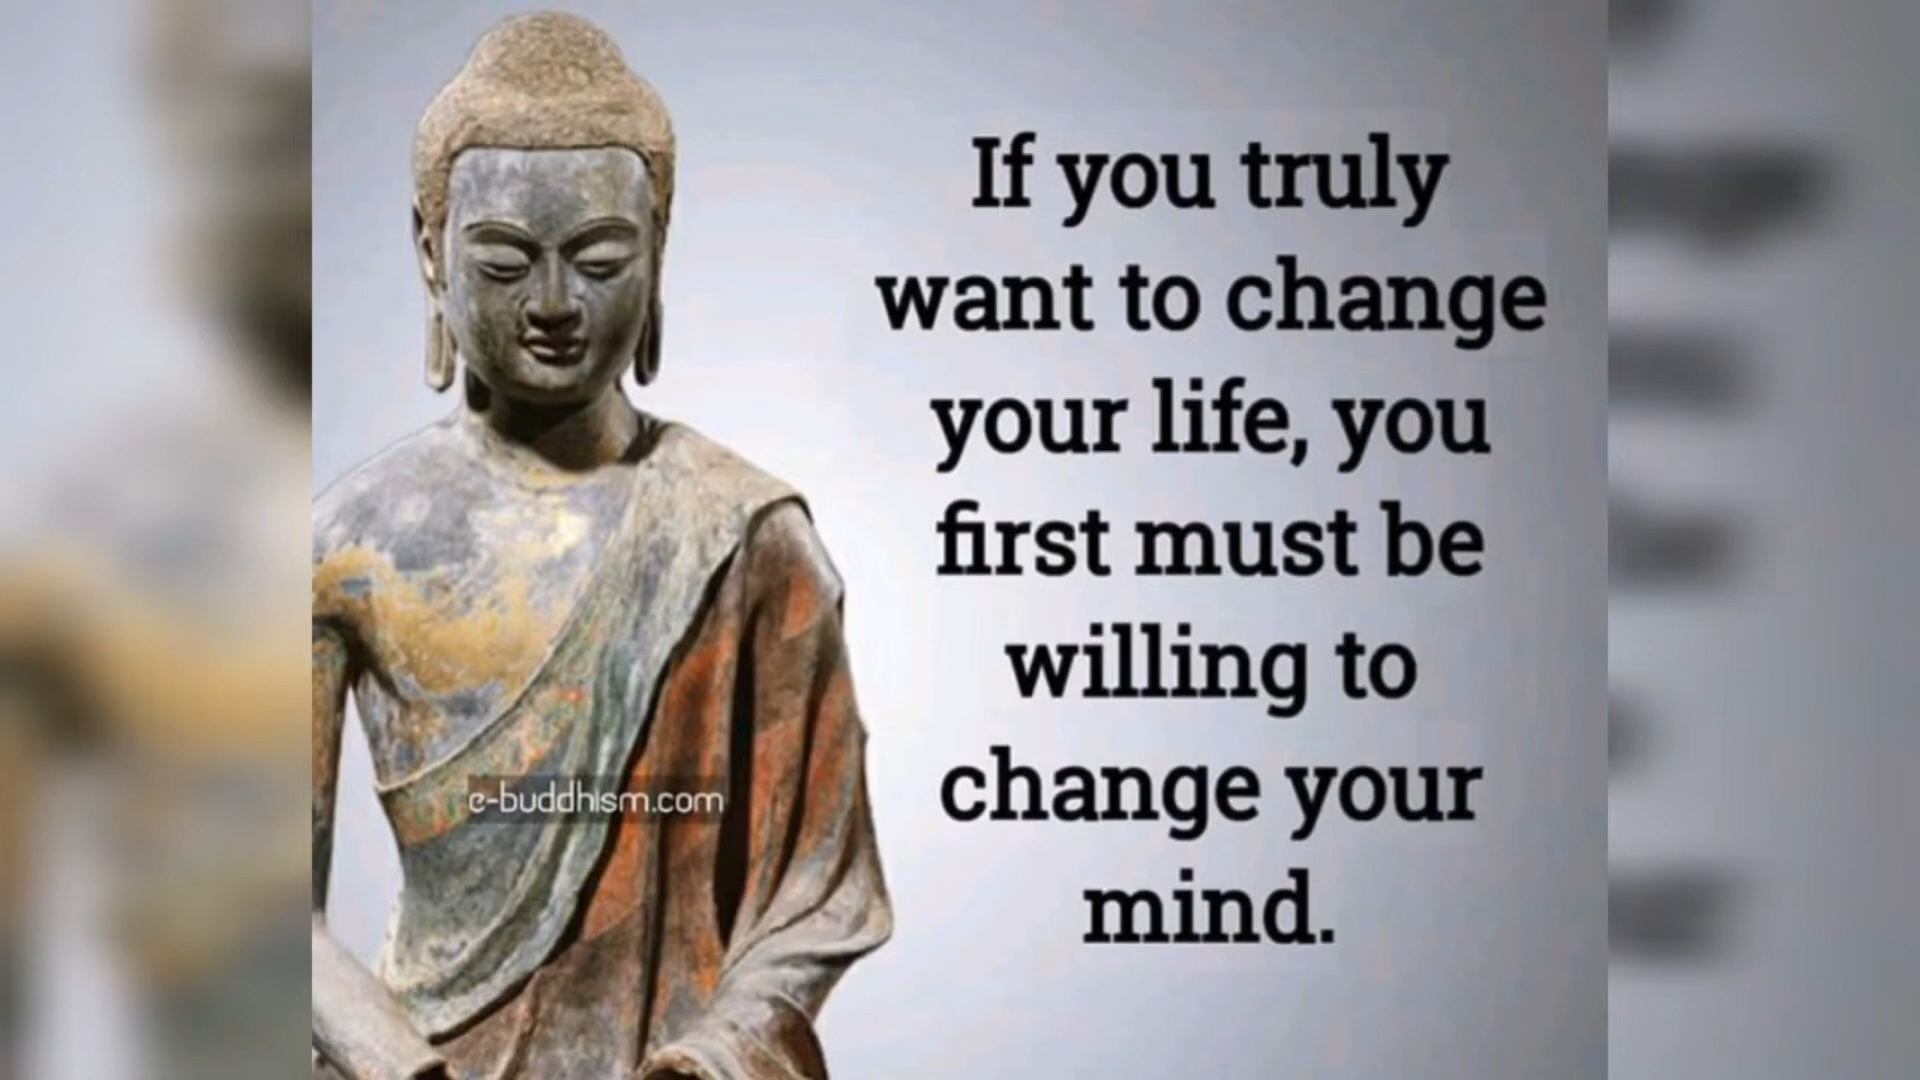 If you truly
want to change
your life, you
first must be
willing to
change your
mind.
e-buddhism.com